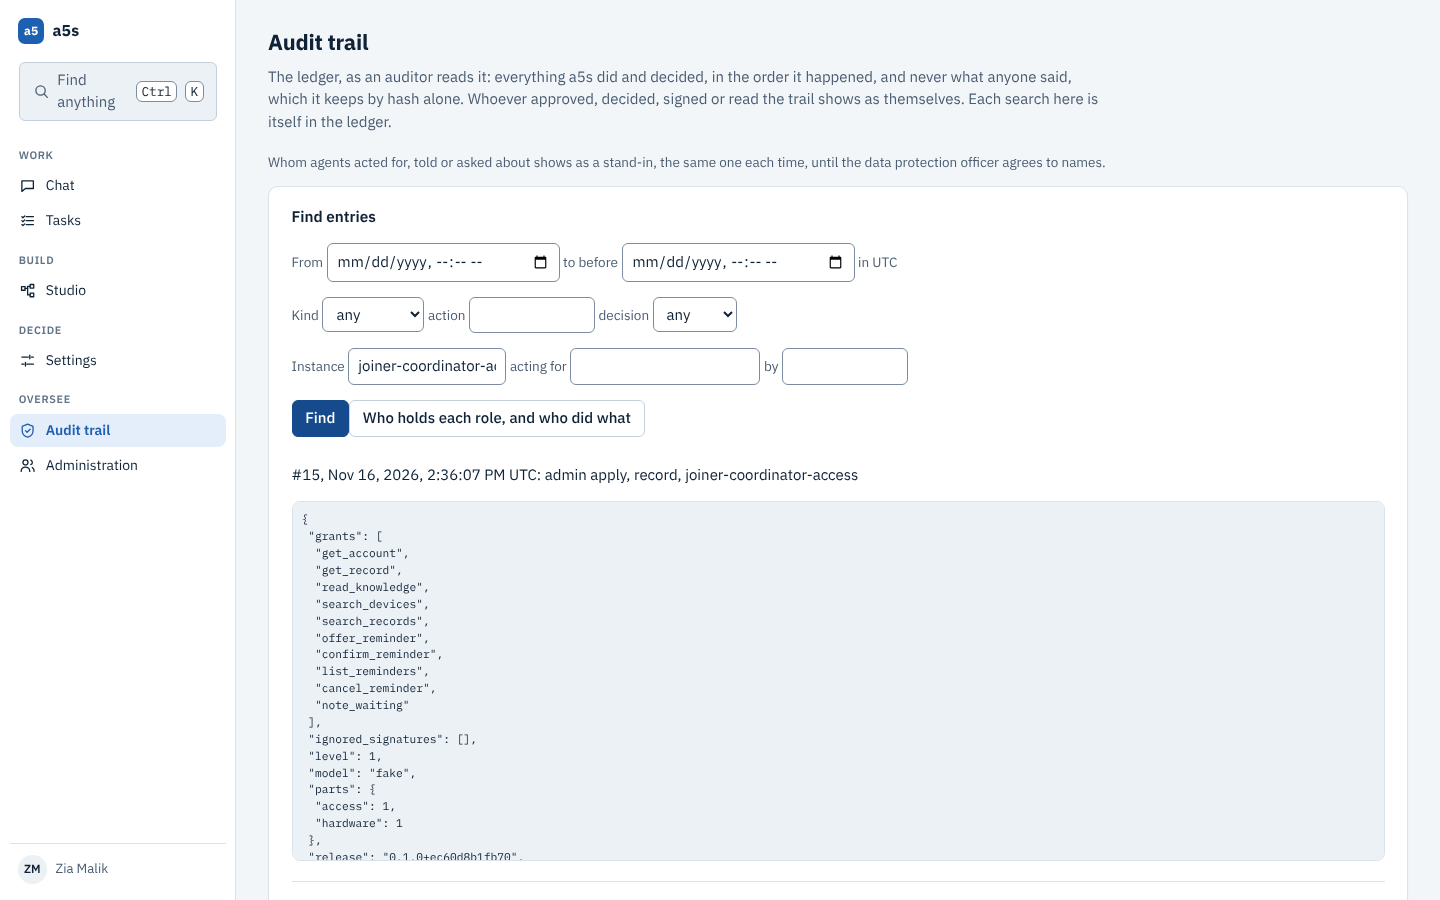 a5 a5s
Find anything Ctrl K
WORK
Chat
Tasks
BUILD
Studio
DECIDE
Settings
OVERSEE
Audit trail
Administration
ZM Zia Malik
Audit trail
The ledger, as an auditor reads it: everything a5s did and decided, in the order it happened, and never what anyone said,
which it keeps by hash alone. Whoever approved, decided, signed or read the trail shows as themselves. Each search here is
itself in the ledger.
Whom agents acted for, told or asked about shows as a stand-in, the same one each time, until the data protection officer agrees to names.
Find entries
From mm/dd/yyyy, --:-- -- to before mm/dd/yyyy, --:-- -- in UTC
Kind any action decision any
Instance joiner-coordinator-ac acting for by
Find Who holds each role, and who did what
#15, Nov 16, 2026, 2:36:07 PM UTC: admin apply, record, joiner-coordinator-access
{
"grants": [
"get_account",
"get_record",
"read_knowledge",
"search_devices",
"search_records",
"offer_reminder",
"confirm_reminder",
"list_reminders",
"cancel_reminder",
"note_waiting"
],
"ignored_signatures": [],
"level": 1,
"model": "fake",
"parts": {
"access": 1,
"hardware": 1
},
"release": "0.1.0+ec60d8b1fb70",